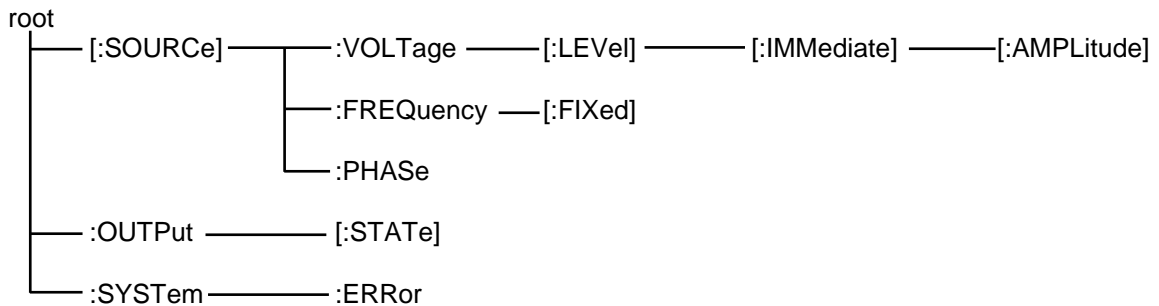 root
[:SOURCe] :VOLTage [:LEVel] [:IMMediate] [:AMPLitude]
:FREQuency [:FIXed]
:PHASe
:OUTPut [:STATe]
:SYSTem :ERRor